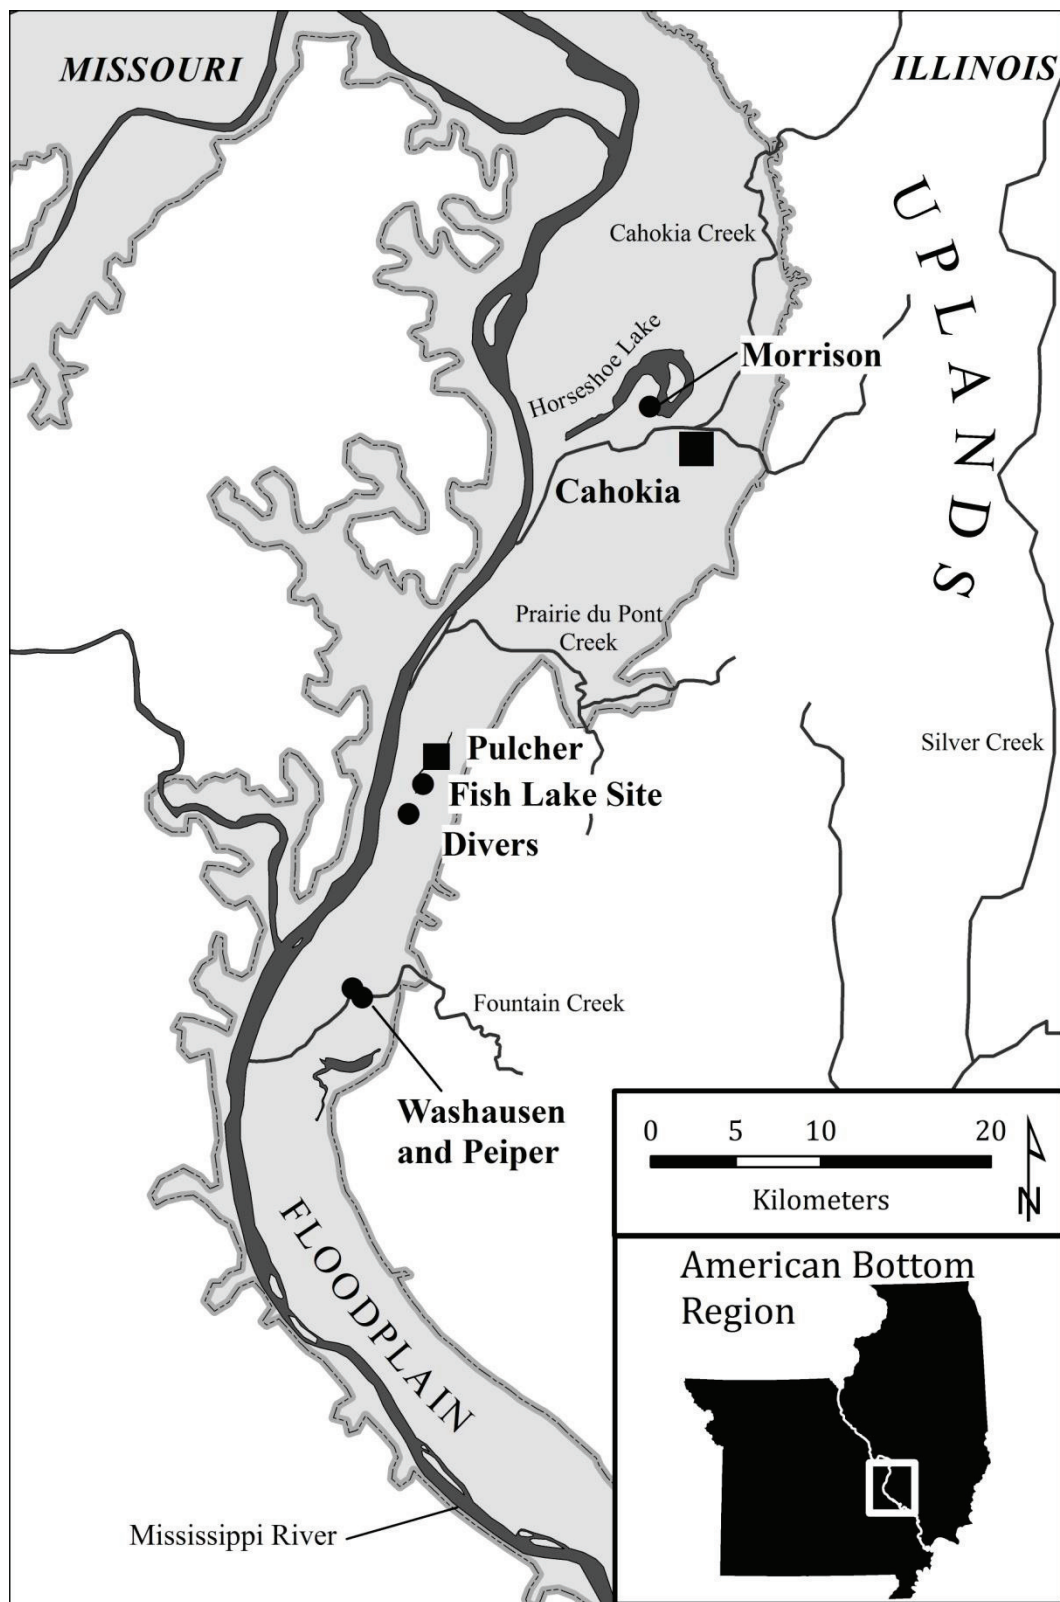 MISSOURI
ILLINOIS
UPLANDS
Cahokia Creek
Horseshoe Lake
Morrison
Cahokia
Prairie du Pont
Creek
Pulcher
Fish Lake Site
Divers
Silver Creek
Fountain Creek
Washausen
and Peiper
FLOODPLAIN
Mississippi River
0 5 10 20
Kilometers
N
American Bottom
Region